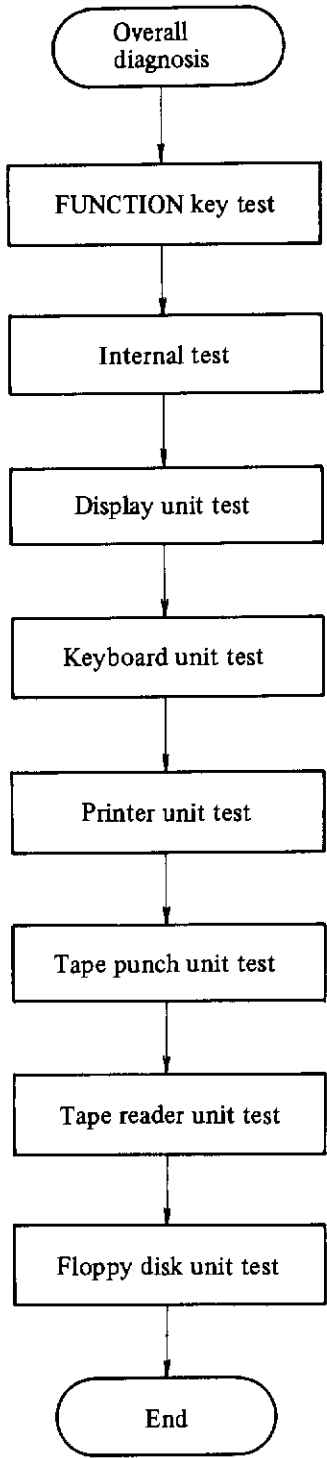 Overall
diagnosis
FUNCTION key test
Internal test
Display unit test
Keyboard unit test
Printer unit test
Tape punch unit test
Tape reader unit test
Floppy disk unit test
End